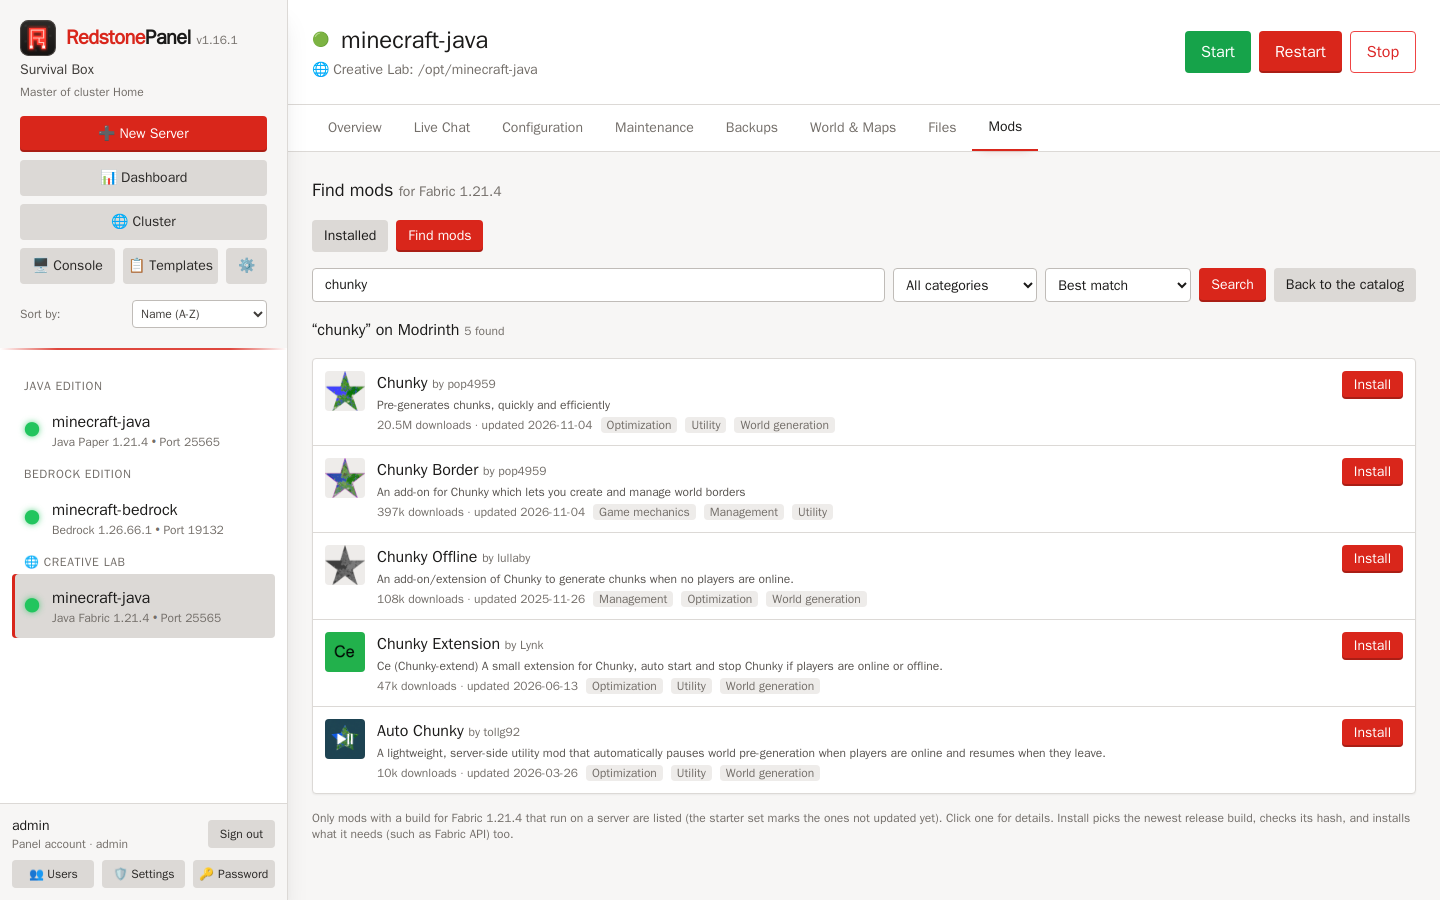 RedstonePanel v1.16.1
Survival Box
Master of cluster Home
➕ New Server
📊 Dashboard
🌐 Cluster
🖥️ Console
📋 Templates
⚙️
Sort by:
Name (A-Z)
JAVA EDITION
minecraft-java
Java Paper 1.21.4 • Port 25565
BEDROCK EDITION
minecraft-bedrock
Bedrock 1.26.66.1 • Port 19132
🌐 CREATIVE LAB
minecraft-java
Java Fabric 1.21.4 • Port 25565
admin
Panel account · admin
Sign out
👥 Users
🛡️ Settings
🔑 Password
minecraft-java
🌐 Creative Lab: /opt/minecraft-java
Start
Restart
Stop
Overview
Live Chat
Configuration
Maintenance
Backups
World & Maps
Files
Mods
Find mods for Fabric 1.21.4
Installed
Find mods
chunky
All categories
Best match
Search
Back to the catalog
“chunky” on Modrinth 5 found
Chunky by pop4959
Pre-generates chunks, quickly and efficiently
20.5M downloads · updated 2026-11-04 Optimization Utility World generation
Install
Chunky Border by pop4959
An add-on for Chunky which lets you create and manage world borders
397k downloads · updated 2026-11-04 Game mechanics Management Utility
Install
Chunky Offline by lullaby
An add-on/extension of Chunky to generate chunks when no players are online.
108k downloads · updated 2025-11-26 Management Optimization World generation
Install
Ce
Chunky Extension by Lynk
Ce (Chunky-extend) A small extension for Chunky, auto start and stop Chunky if players are online or offline.
47k downloads · updated 2026-06-13 Optimization Utility World generation
Install
Auto Chunky by tollg92
A lightweight, server-side utility mod that automatically pauses world pre-generation when players are online and resumes when they leave.
10k downloads · updated 2026-03-26 Optimization Utility World generation
Install
Only mods with a build for Fabric 1.21.4 that run on a server are listed (the starter set marks the ones not updated yet). Click one for details. Install picks the newest release build, checks its hash, and installs
what it needs (such as Fabric API) too.